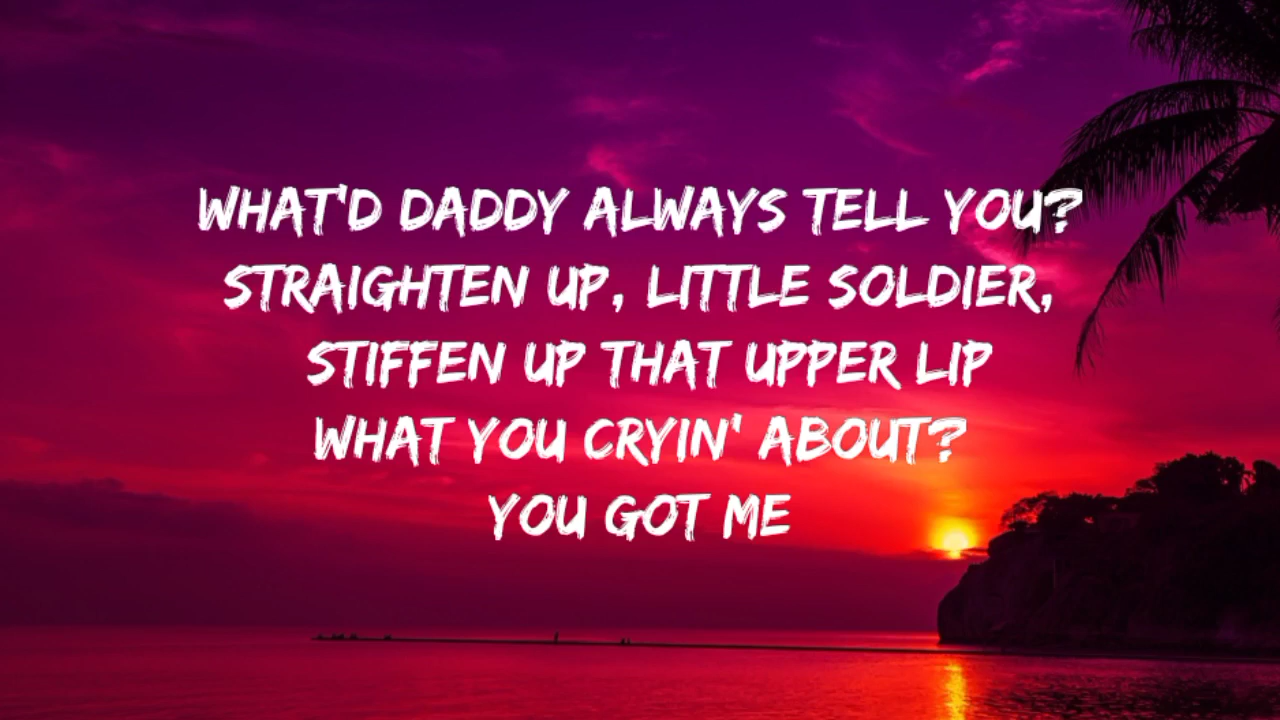 WHAT'D DADDY ALWAYS TELL YOU?
STRAIGHTEN UP, LITTLE SOLDIER,
STIFFEN UP THAT UPPER LIP
WHAT YOU CRYIN' ABOUT?
YOU GOT ME